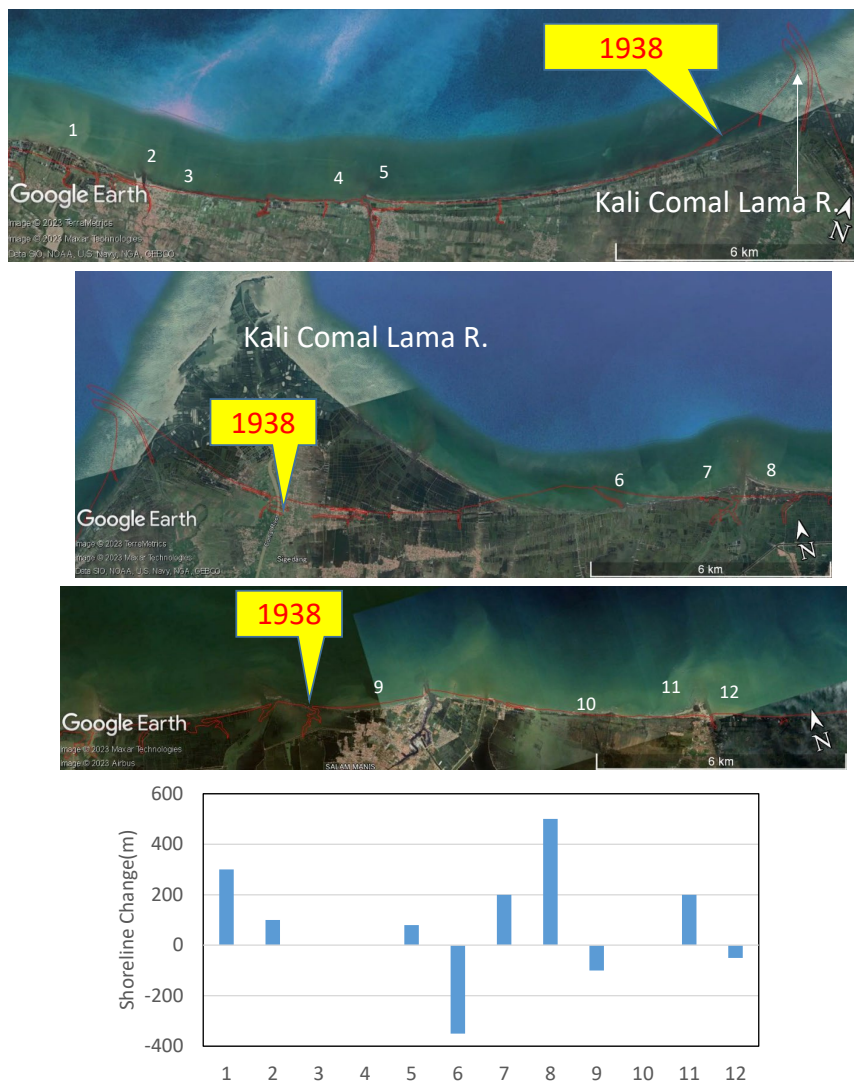 1938
1
2
3
4
5
Google Earth
Kali Comal Lama R.
Image © 2023 TerraMetrics
Image © 2023 Maxar Technologies
Data SIO, NOAA, U.S. Navy, NGA, GEBCO
6 km
N
Kali Comal Lama R.
1938
6
7
8
Google Earth
Image © 2023 TerraMetrics
Image © 2023 Maxar Technologies
Data SIO, NOAA, U.S. Navy, NGA, GEBCO
Sigedang
6 km
N
1938
9
10
11
12
Google Earth
Image © 2023 Maxar Technologies
Image © 2023 Airbus
SALAM MANIS
6 km
N
Shoreline Change(m)
600
400
200
0
-200
-400
1 2 3 4 5 6 7 8 9 10 11 12